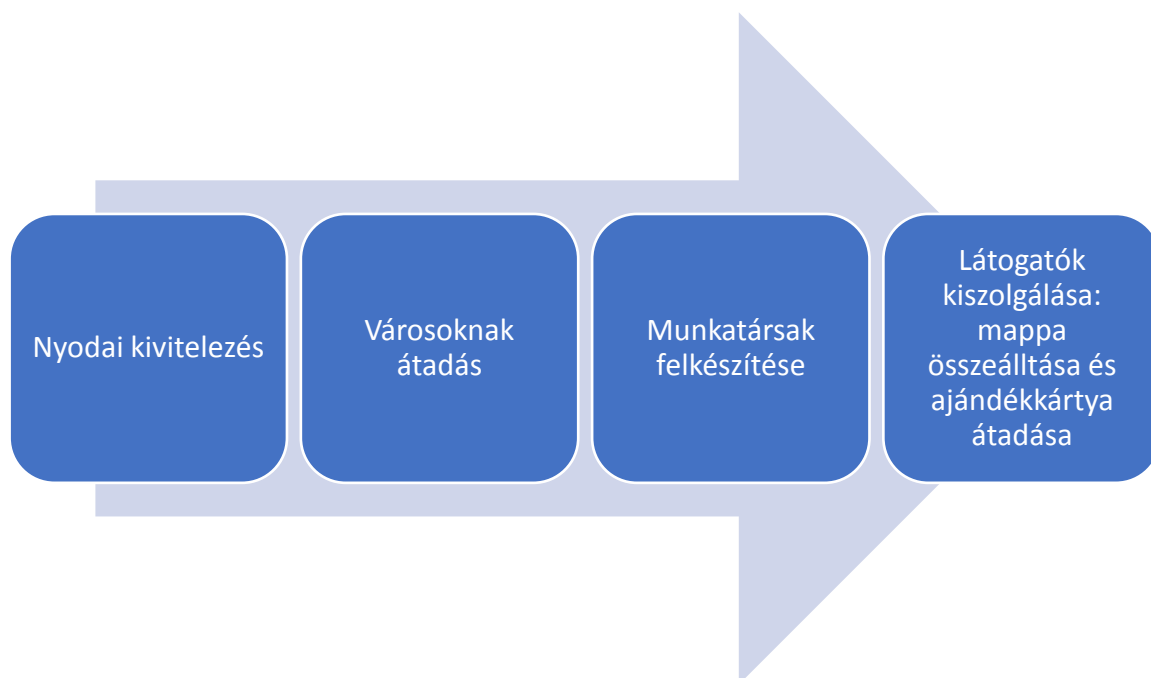 Nyodai kivitelezés
Városoknak
átadás
Munkatársak
felkészítése
Látogatók
kiszolgálása:
mappa
összeálltása és
ajándékkártya
átadása